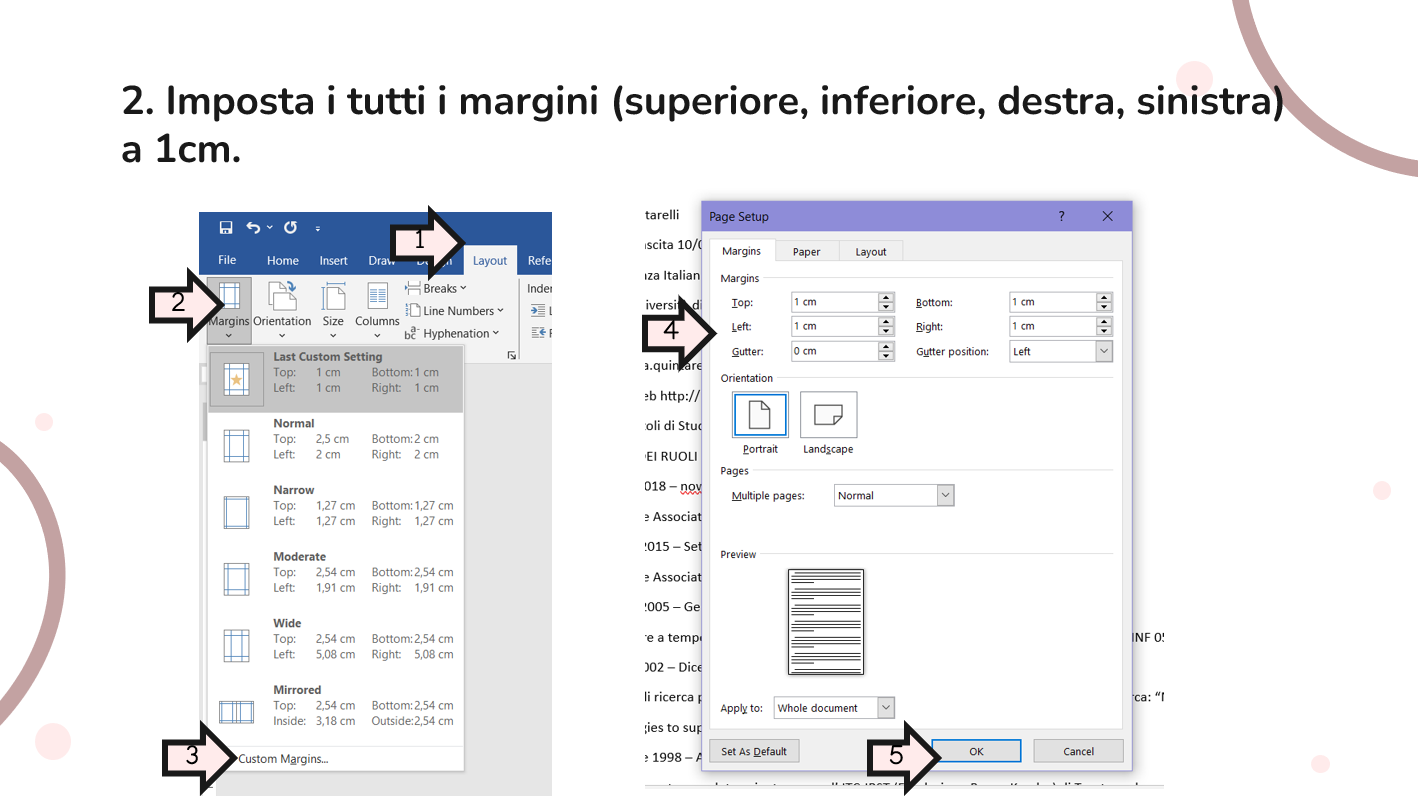 2. Imposta i tutti i margini (superiore, inferiore, destra, sinistra)
a 1cm.
1
File Home Insert Draw Layout Refe
2
Margins Orientation Size Columns
Breaks
Line Numbers
Hyphenation
Inden
Last Custom Setting
Top: 1 cm Bottom: 1 cm
Left: 1 cm Right: 1 cm
Normal
Top: 2,5 cm Bottom: 2 cm
Left: 2 cm Right: 2 cm
Narrow
Top: 1,27 cm Bottom: 1,27 cm
Left: 1,27 cm Right: 1,27 cm
Moderate
Top: 2,54 cm Bottom: 2,54 cm
Left: 1,91 cm Right: 1,91 cm
Wide
Top: 2,54 cm Bottom: 2,54 cm
Left: 5,08 cm Right: 5,08 cm
Mirrored
Top: 2,54 cm Bottom: 2,54 cm
Inside: 3,18 cm Outside: 2,54 cm
3
Custom Margins...
tarelli
ascita 10/0
nza Italian
iversità di
4
a.quintare
eb http://
oli di Stud
DEI RUOLI
2018 – nov
e Associat
2015 – Set
e Associat
2005 – Ge
re a tempo
002 – Dice
li ricerca p
gies to sup
e 1998 – A
INF 05
rca: “M
Page Setup ?
Margins Paper Layout
Margins
Top: 1 cm Bottom: 1 cm
Left: 1 cm Right: 1 cm
Gutter: 0 cm Gutter position: Left
Orientation
Portrait Landscape
Pages
Multiple pages: Normal
Preview
Apply to: Whole document
Set As Default OK Cancel
5